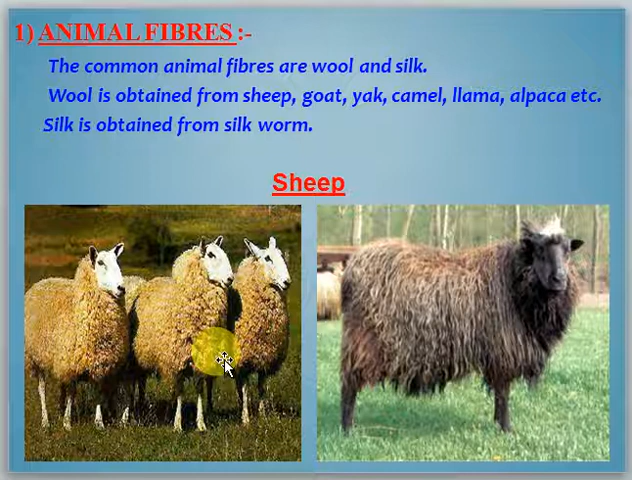 1) ANIMAL FIBRES :-
The common animal fibres are wool and silk.
Wool is obtained from sheep, goat, yak, camel, llama, alpaca etc.
Silk is obtained from silk worm.
Sheep